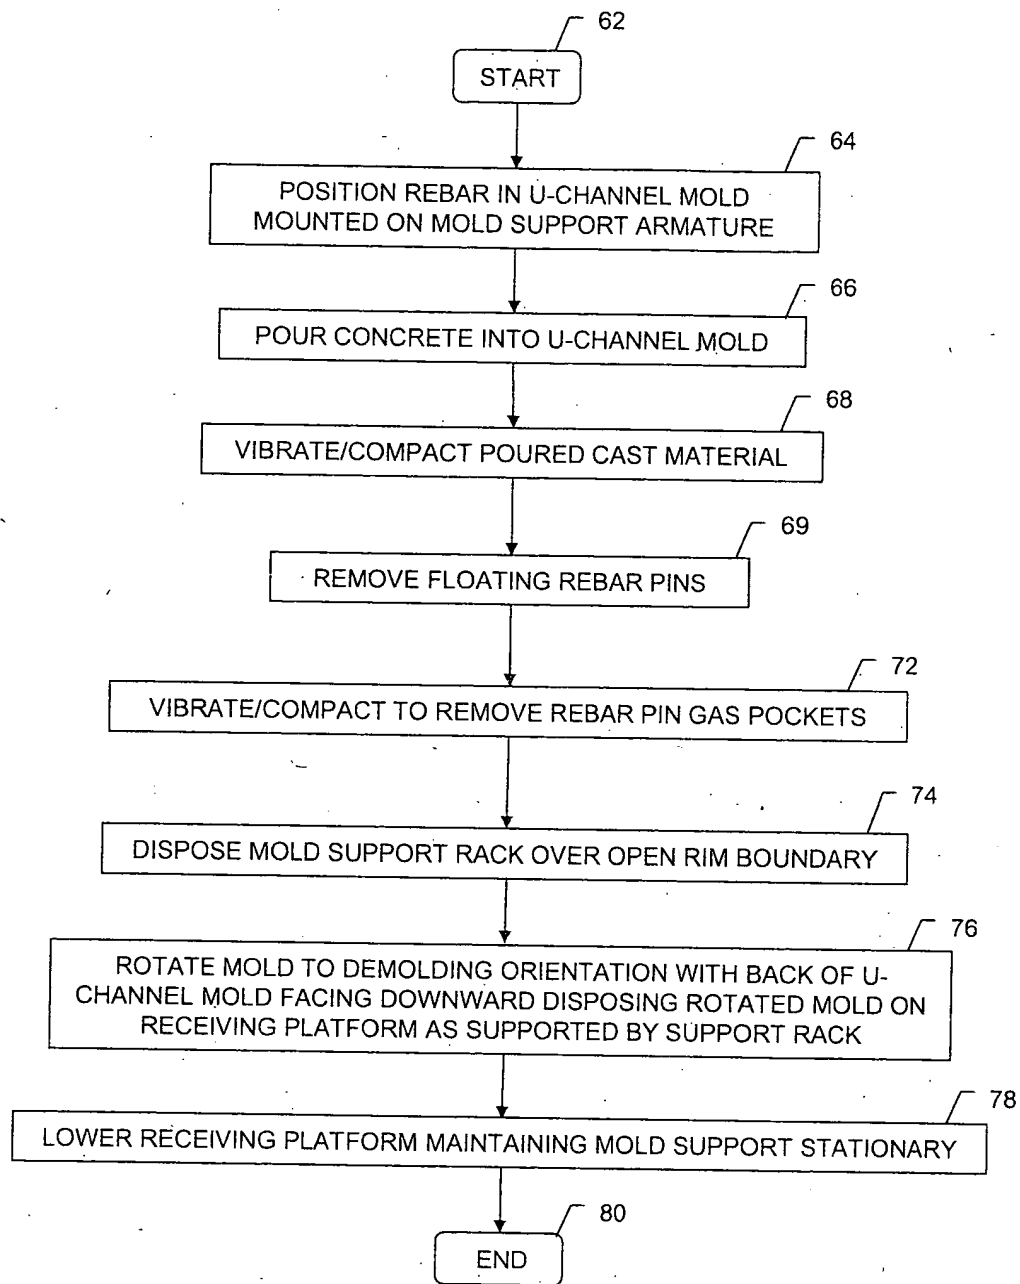 62
START
64
POSITION REBAR IN U-CHANNEL MOLD
MOUNTED ON MOLD SUPPORT ARMATURE
66
POUR CONCRETE INTO U-CHANNEL MOLD
68
VIBRATE/COMPACT POURED CAST MATERIAL
69
REMOVE FLOATING REBAR PINS
72
VIBRATE/COMPACT TO REMOVE REBAR PIN GAS POCKETS
74
DISPOSE MOLD SUPPORT RACK OVER OPEN RIM BOUNDARY
76
ROTATE MOLD TO DEMOLDING ORIENTATION WITH BACK OF U-
CHANNEL MOLD FACING DOWNWARD DISPOSING ROTATED MOLD ON
RECEIVING PLATFORM AS SUPPORTED BY SUPPORT RACK
78
LOWER RECEIVING PLATFORM MAINTAINING MOLD SUPPORT STATIONARY
80
END